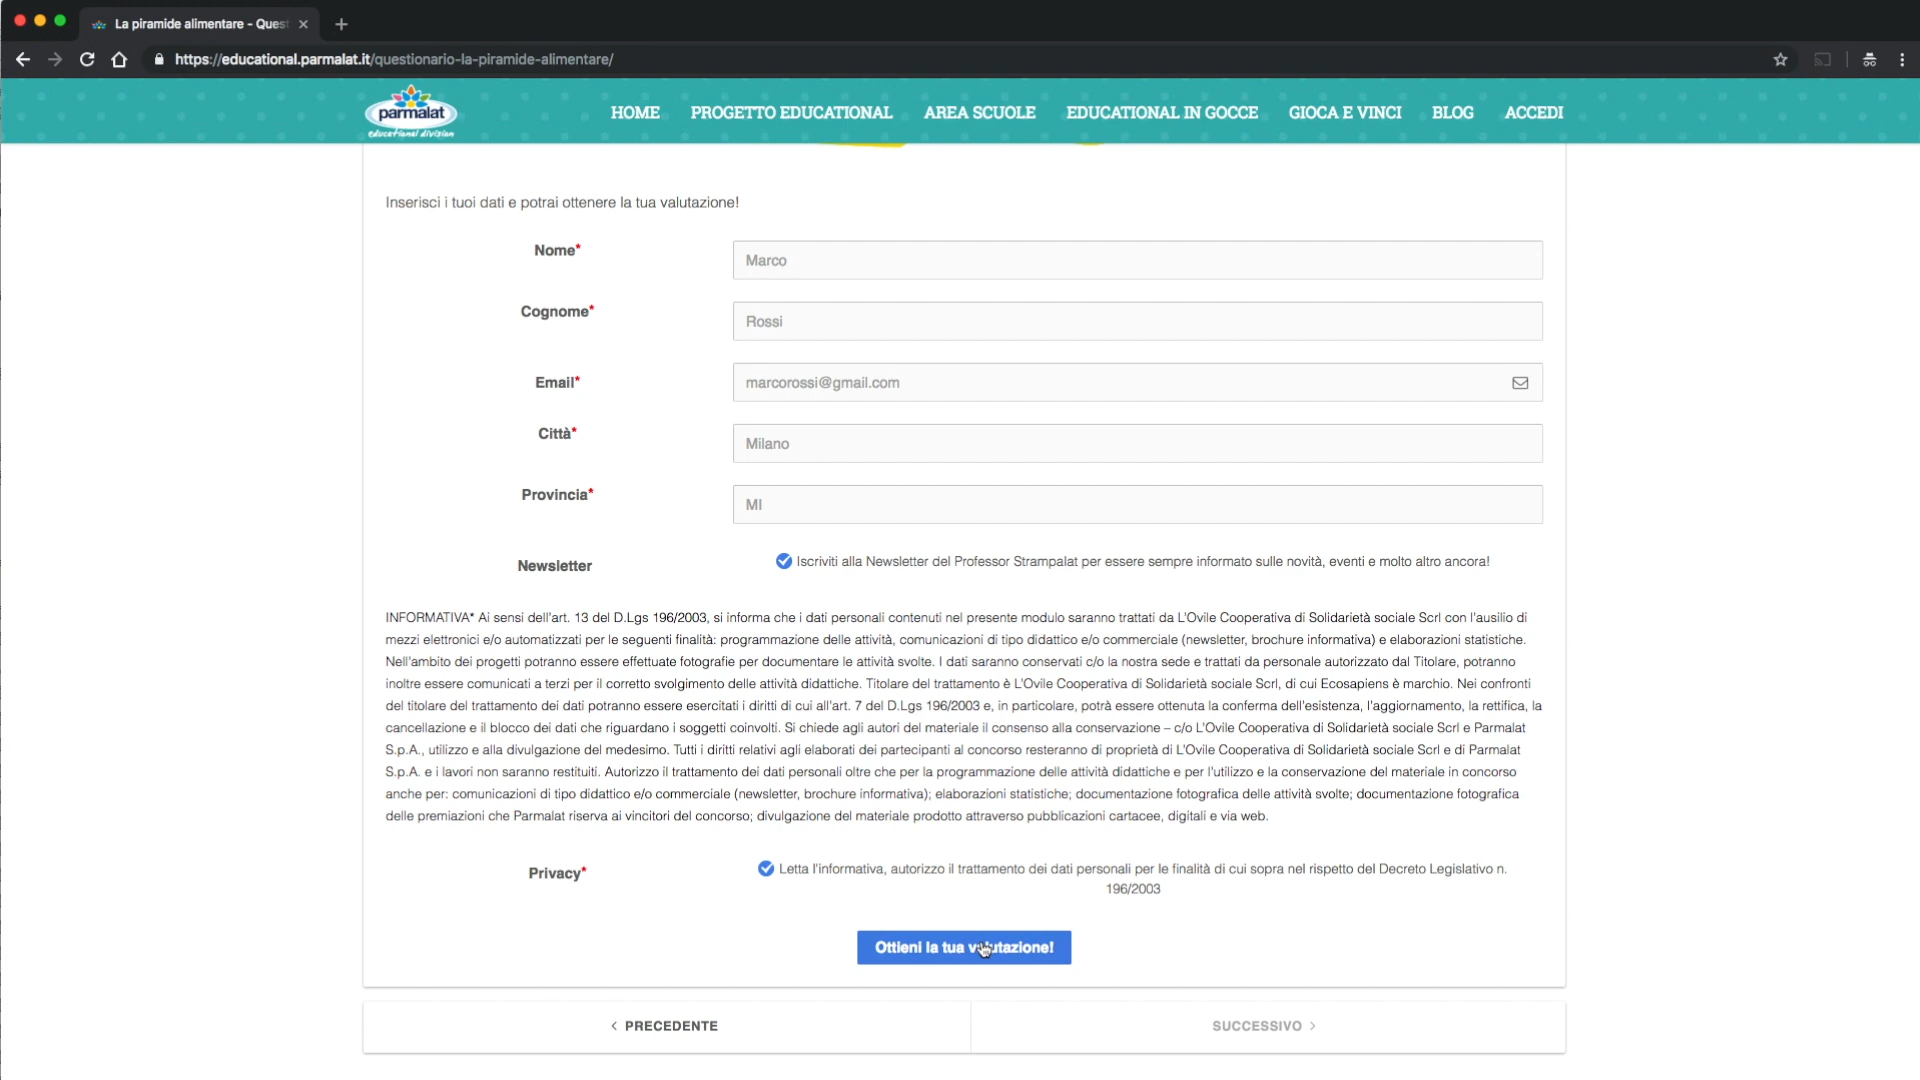 La piramide alimentare - Quest
https://educational.parmalat.it/questionario-la-piramide-alimentare/
parmalat
educational division
HOME PROGETTO EDUCATIONAL AREA SCUOLE EDUCATIONAL IN GOCCE GIOCA E VINCI BLOG ACCEDI
Inserisci i tuoi dati e potrai ottenere la tua valutazione!
Nome*
Marco
Cognome*
Rossi
Email*
marcorossi@gmail.com
Città*
Milano
Provincia*
MI
Newsletter
Iscriviti alla Newsletter del Professor Strampalat per essere sempre informato sulle novità, eventi e molto altro ancora!
INFORMATIVA* Ai sensi dell'art. 13 del D.Lgs 196/2003, si informa che i dati personali contenuti nel presente modulo saranno trattati da L'Ovile Cooperativa di Solidarietà sociale Scrl con l'ausilio di
mezzi elettronici e/o automatizzati per le seguenti finalità: programmazione delle attività, comunicazioni di tipo didattico e/o commerciale (newsletter, brochure informativa) e elaborazioni statistiche.
Nell'ambito dei progetti potranno essere effettuate fotografie per documentare le attività svolte. I dati saranno conservati c/o la nostra sede e trattati da personale autorizzato dal Titolare, potranno
inoltre essere comunicati a terzi per il corretto svolgimento delle attività didattiche. Titolare del trattamento è L'Ovile Cooperativa di Solidarietà sociale Scrl, di cui Ecosapiens è marchio. Nei confronti
del titolare del trattamento dei dati potranno essere esercitati i diritti di cui all'art. 7 del D.Lgs 196/2003 e, in particolare, potrà essere ottenuta la conferma dell'esistenza, l'aggiornamento, la rettifica, la
cancellazione e il blocco dei dati che riguardano i soggetti coinvolti. Si chiede agli autori del materiale il consenso alla conservazione – c/o L'Ovile Cooperativa di Solidarietà sociale Scrl e Parmalat
S.p.A., utilizzo e alla divulgazione del medesimo. Tutti i diritti relativi agli elaborati dei partecipanti al concorso resteranno di proprietà di L'Ovile Cooperativa di Solidarietà sociale Scrl e di Parmalat
S.p.A. e i lavori non saranno restituiti. Autorizzo il trattamento dei dati personali oltre che per la programmazione delle attività didattiche e per l'utilizzo e la conservazione del materiale in concorso
anche per: comunicazioni di tipo didattico e/o commerciale (newsletter, brochure informativa); elaborazioni statistiche; documentazione fotografica delle attività svolte; documentazione fotografica
delle premiazioni che Parmalat riserva ai vincitori del concorso; divulgazione del materiale prodotto attraverso pubblicazioni cartacee, digitali e via web.
Privacy*
Letta l'informativa, autorizzo il trattamento dei dati personali per le finalità di cui sopra nel rispetto del Decreto Legislativo n.
196/2003
Ottieni la tua valutazione!
PRECEDENTE
SUCCESSIVO